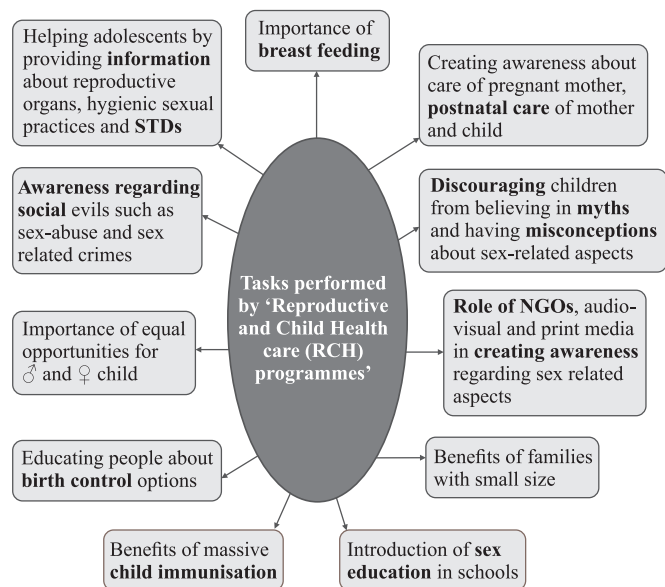 Helping adolescents by
providing information
about reproductive
organs, hygienic sexual
practices and STDs
Importance of
breast feeding
Creating awareness about
care of pregnant mother,
postnatal care of mother
and child
Awareness regarding
social evils such as
sex-abuse and sex
related crimes
Discouraging children
from believing in myths
and having misconceptions
about sex-related aspects
Tasks performed
by ‘Reproductive
and Child Health
care (RCH)
programmes’
Importance of equal
opportunities for
♂ and ♀ child
Role of NGOs, audio-
visual and print media
in creating awareness
regarding sex related
aspects
Educating people about
birth control options
Benefits of families
with small size
Benefits of massive
child immunisation
Introduction of sex
education in schools